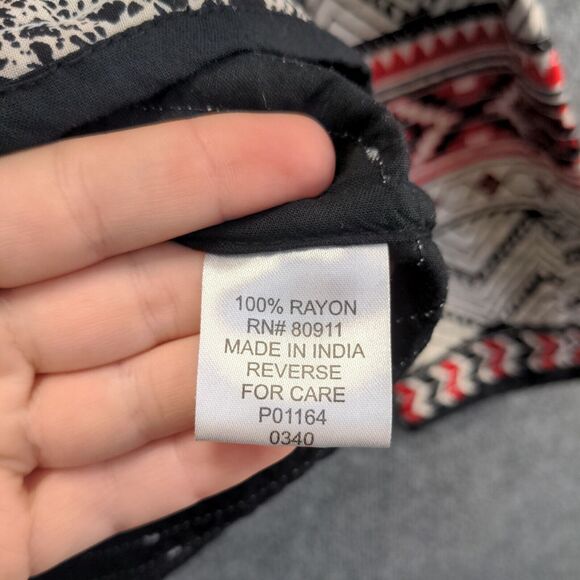 100% RAYON
RN# 80911
MADE IN INDIA
REVERSE
FOR CARE
P01164
0340